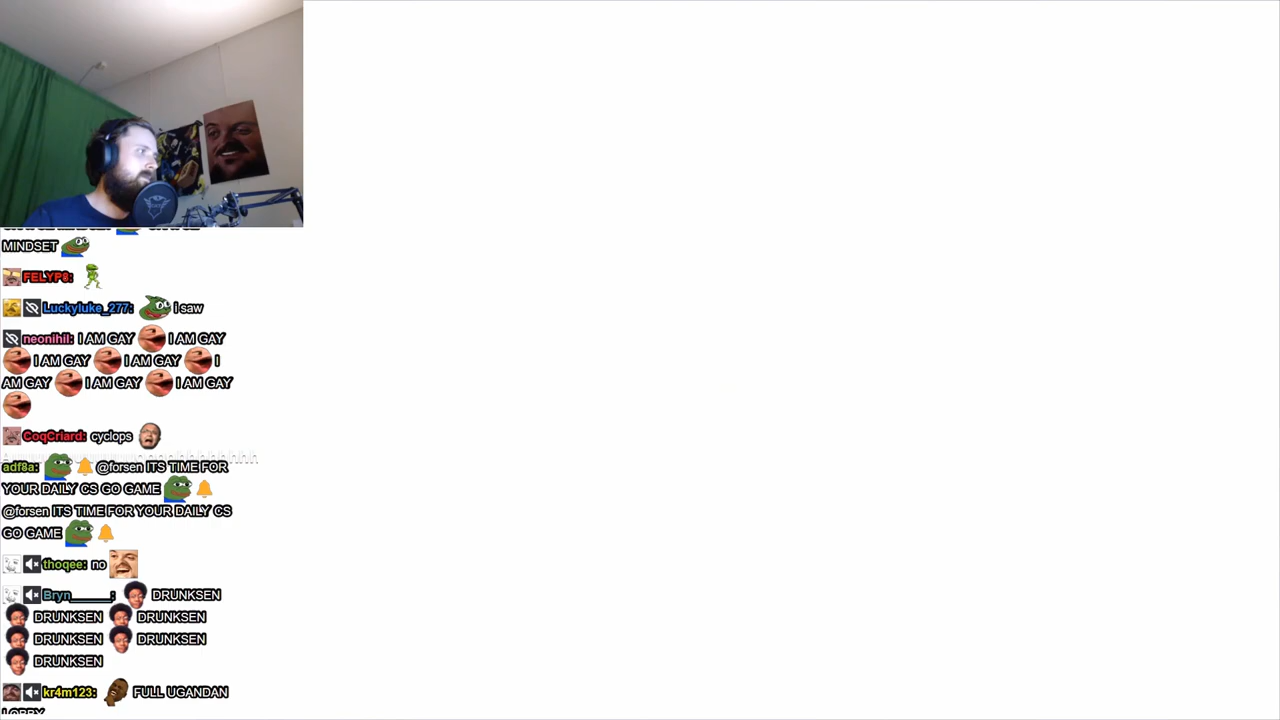 MINDSET
FELYP8:
Luckyluke_277: i saw
neonihil: I AM GAY I AM GAY
I AM GAY I AM GAY I
AM GAY I AM GAY I AM GAY
CoqCriard: cyclops
adf8a: @forsen ITS TIME FOR
YOUR DAILY CS GO GAME
@forsen ITS TIME FOR YOUR DAILY CS
GO GAME
thoqee: no
Bryn______: DRUNKSEN
DRUNKSEN DRUNKSEN
DRUNKSEN DRUNKSEN
DRUNKSEN
kr4m123: FULL UGANDAN
LOBBY